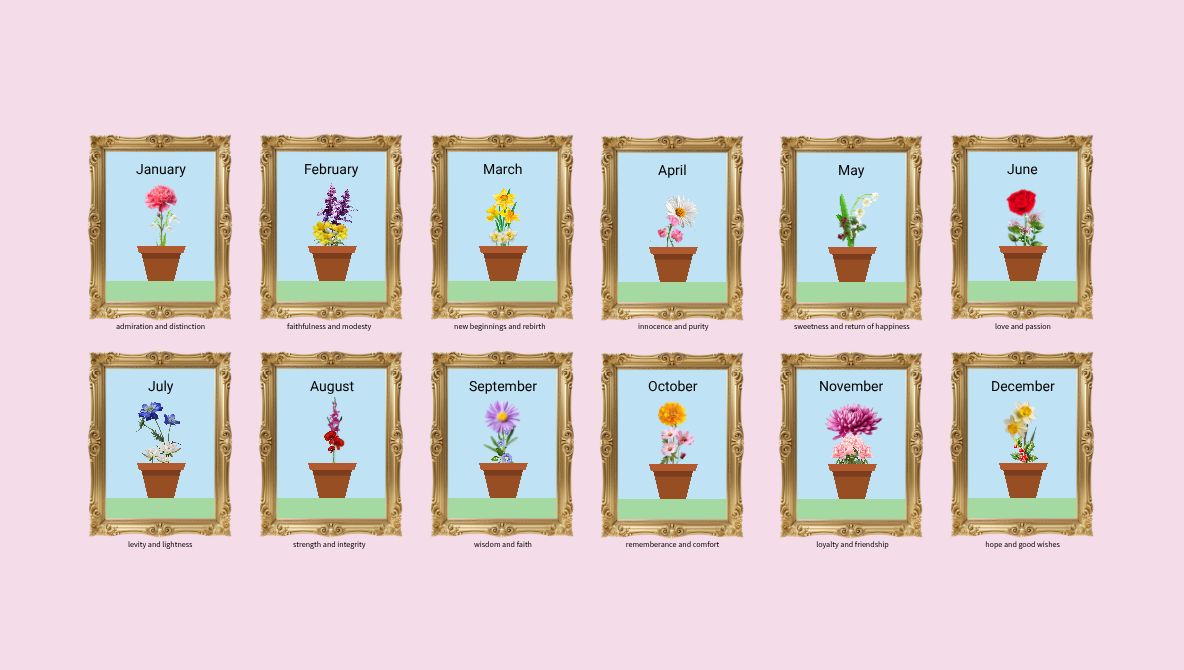 January
February
March
April
May
June
admiration and distinction
faithfulness and modesty
new beginnings and rebirth
innocence and purity
sweetness and return of happiness
love and passion
July
August
September
October
November
December
levity and lightness
strength and integrity
wisdom and faith
rememberance and comfort
loyalty and friendship
hope and good wishes